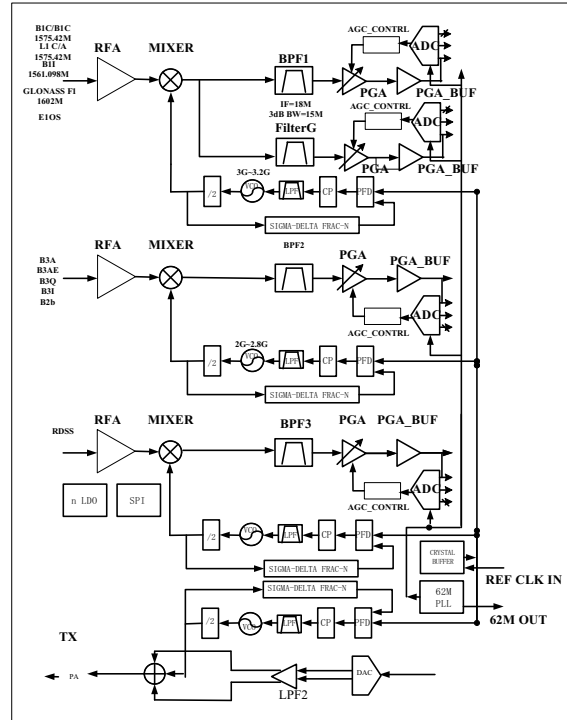 B1C/B1C
1575.42M
L1 C/A
1575.42M
B1I
1561.098M
GLONASS F1
1602M
E1OS
RFA
MIXER
BPF1
IF=18M
3dB BW=15M
FilterG
AGC_CONTRL
ADC
PGA
PGA_BUF
AGC_CONTRL
ADC
PGA
PGA_BUF
3G~3.2G
/2
VCO
LPF
CP
PFD
SIGMA-DELTA FRAC-N
B3A
B3AE
B3Q
B3I
B2b
RFA
MIXER
BPF2
PGA
PGA_BUF
ADC
AGC_CONTRL
2G~2.8G
/2
VCO
LPF
CP
PFD
SIGMA-DELTA FRAC-N
RDSS
RFA
MIXER
BPF3
PGA
PGA_BUF
ADC
AGC_CONTRL
n LDO
SPI
/2
VCO
LPF
CP
PFD
SIGMA-DELTA FRAC-N
CRYSTAL
BUFFER
REF CLK IN
62M
PLL
62M OUT
SIGMA-DELTA FRAC-N
/2
VCO
LPF
CP
PFD
TX
PA
LPF2
DAC